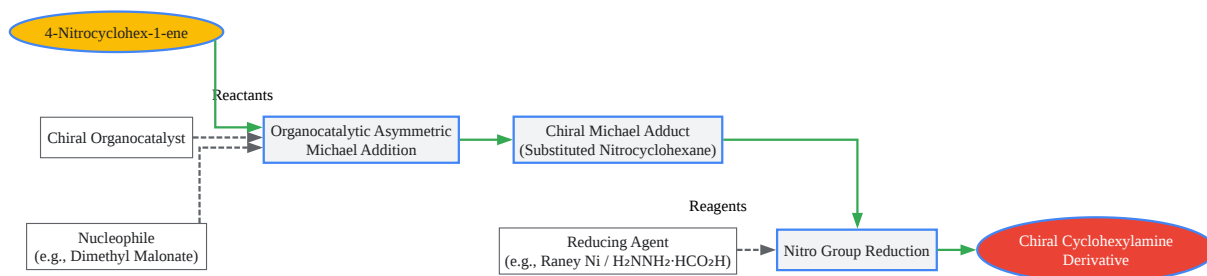 4-Nitrocyclohex-1-ene
Reactants
Chiral Organocatalyst
Organocatalytic Asymmetric
Michael Addition
Chiral Michael Adduct
(Substituted Nitrocyclohexane)
Nucleophile
(e.g., Dimethyl Malonate)
Reagents
Reducing Agent
(e.g., Raney Ni / H₂NNH₂·HCO₂H)
Nitro Group Reduction
Chiral Cyclohexylamine
Derivative